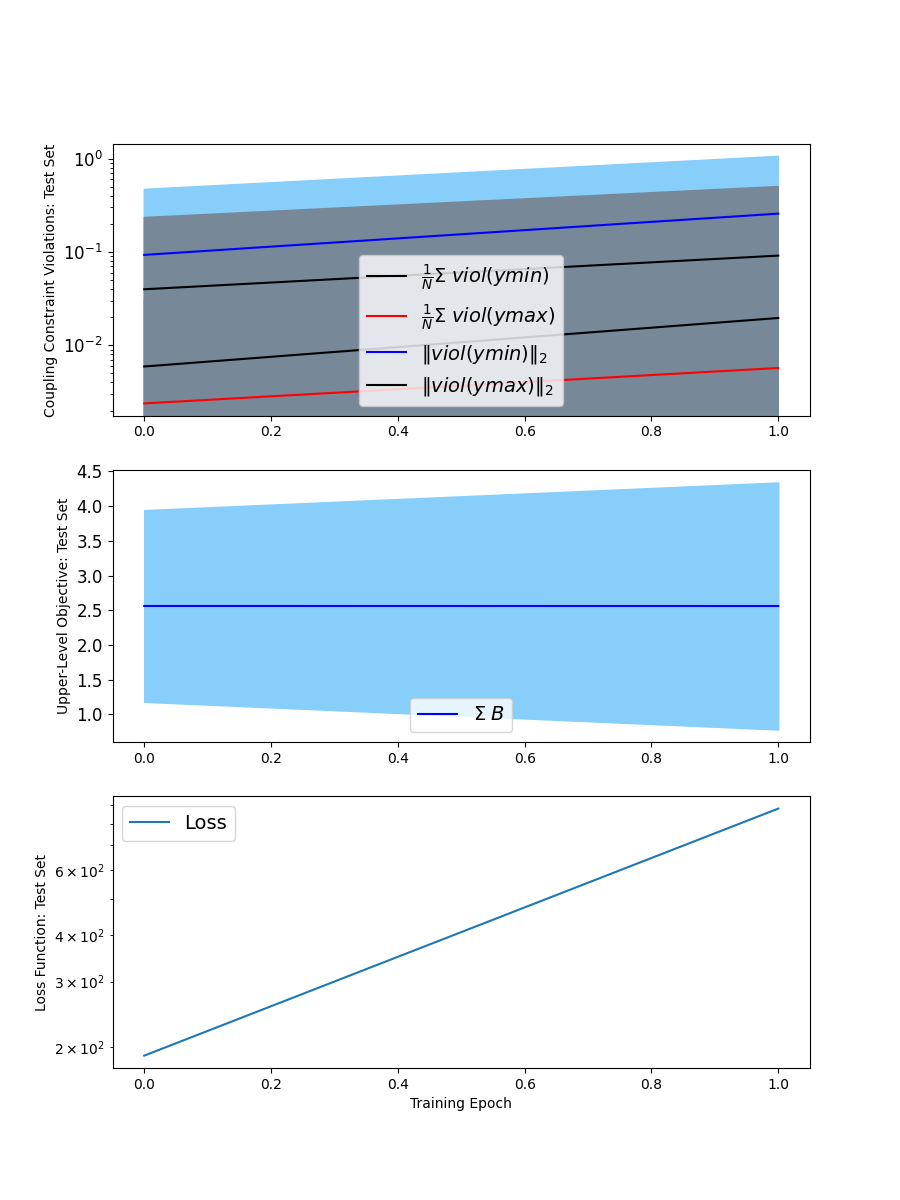 Coupling Constraint Violations: Test Set
10⁰
10⁻¹
10⁻²
1/N Σ viol(ymin)
1/N Σ viol(ymax)
‖viol(ymin)‖₂
‖viol(ymax)‖₂
0.0 0.2 0.4 0.6 0.8 1.0
Upper-Level Objective: Test Set
4.5
4.0
3.5
3.0
2.5
2.0
1.5
1.0
Σ B
0.0 0.2 0.4 0.6 0.8 1.0
Loss Function: Test Set
Loss
6 × 10²
4 × 10²
3 × 10²
2 × 10²
0.0 0.2 0.4 0.6 0.8 1.0
Training Epoch